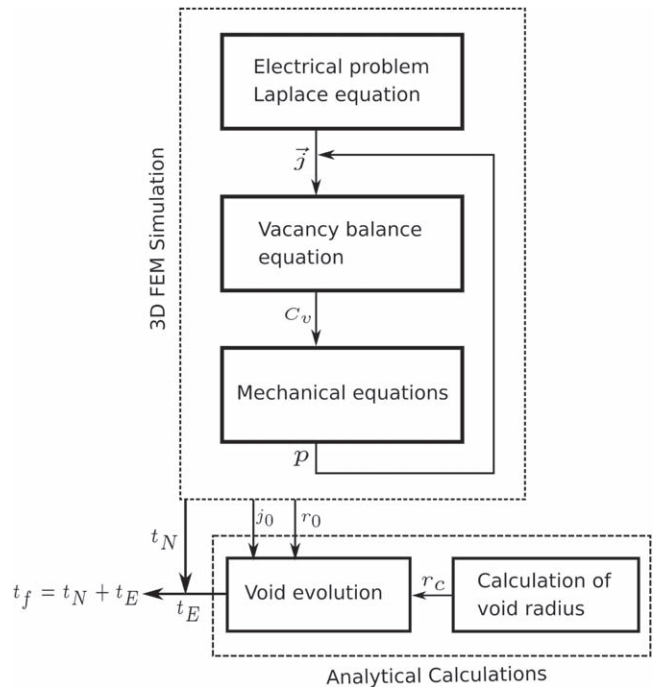 Electrical problem
Laplace equation
$\vec{j}$
Vacancy balance
equation
$C_v$
Mechanical equations
$p$
3D FEM Simulation
$t_N$
$j_0$
$r_0$
Void evolution
$r_c$
Calculation of
void radius
$t_f = t_N + t_E$
$t_E$
Analytical Calculations